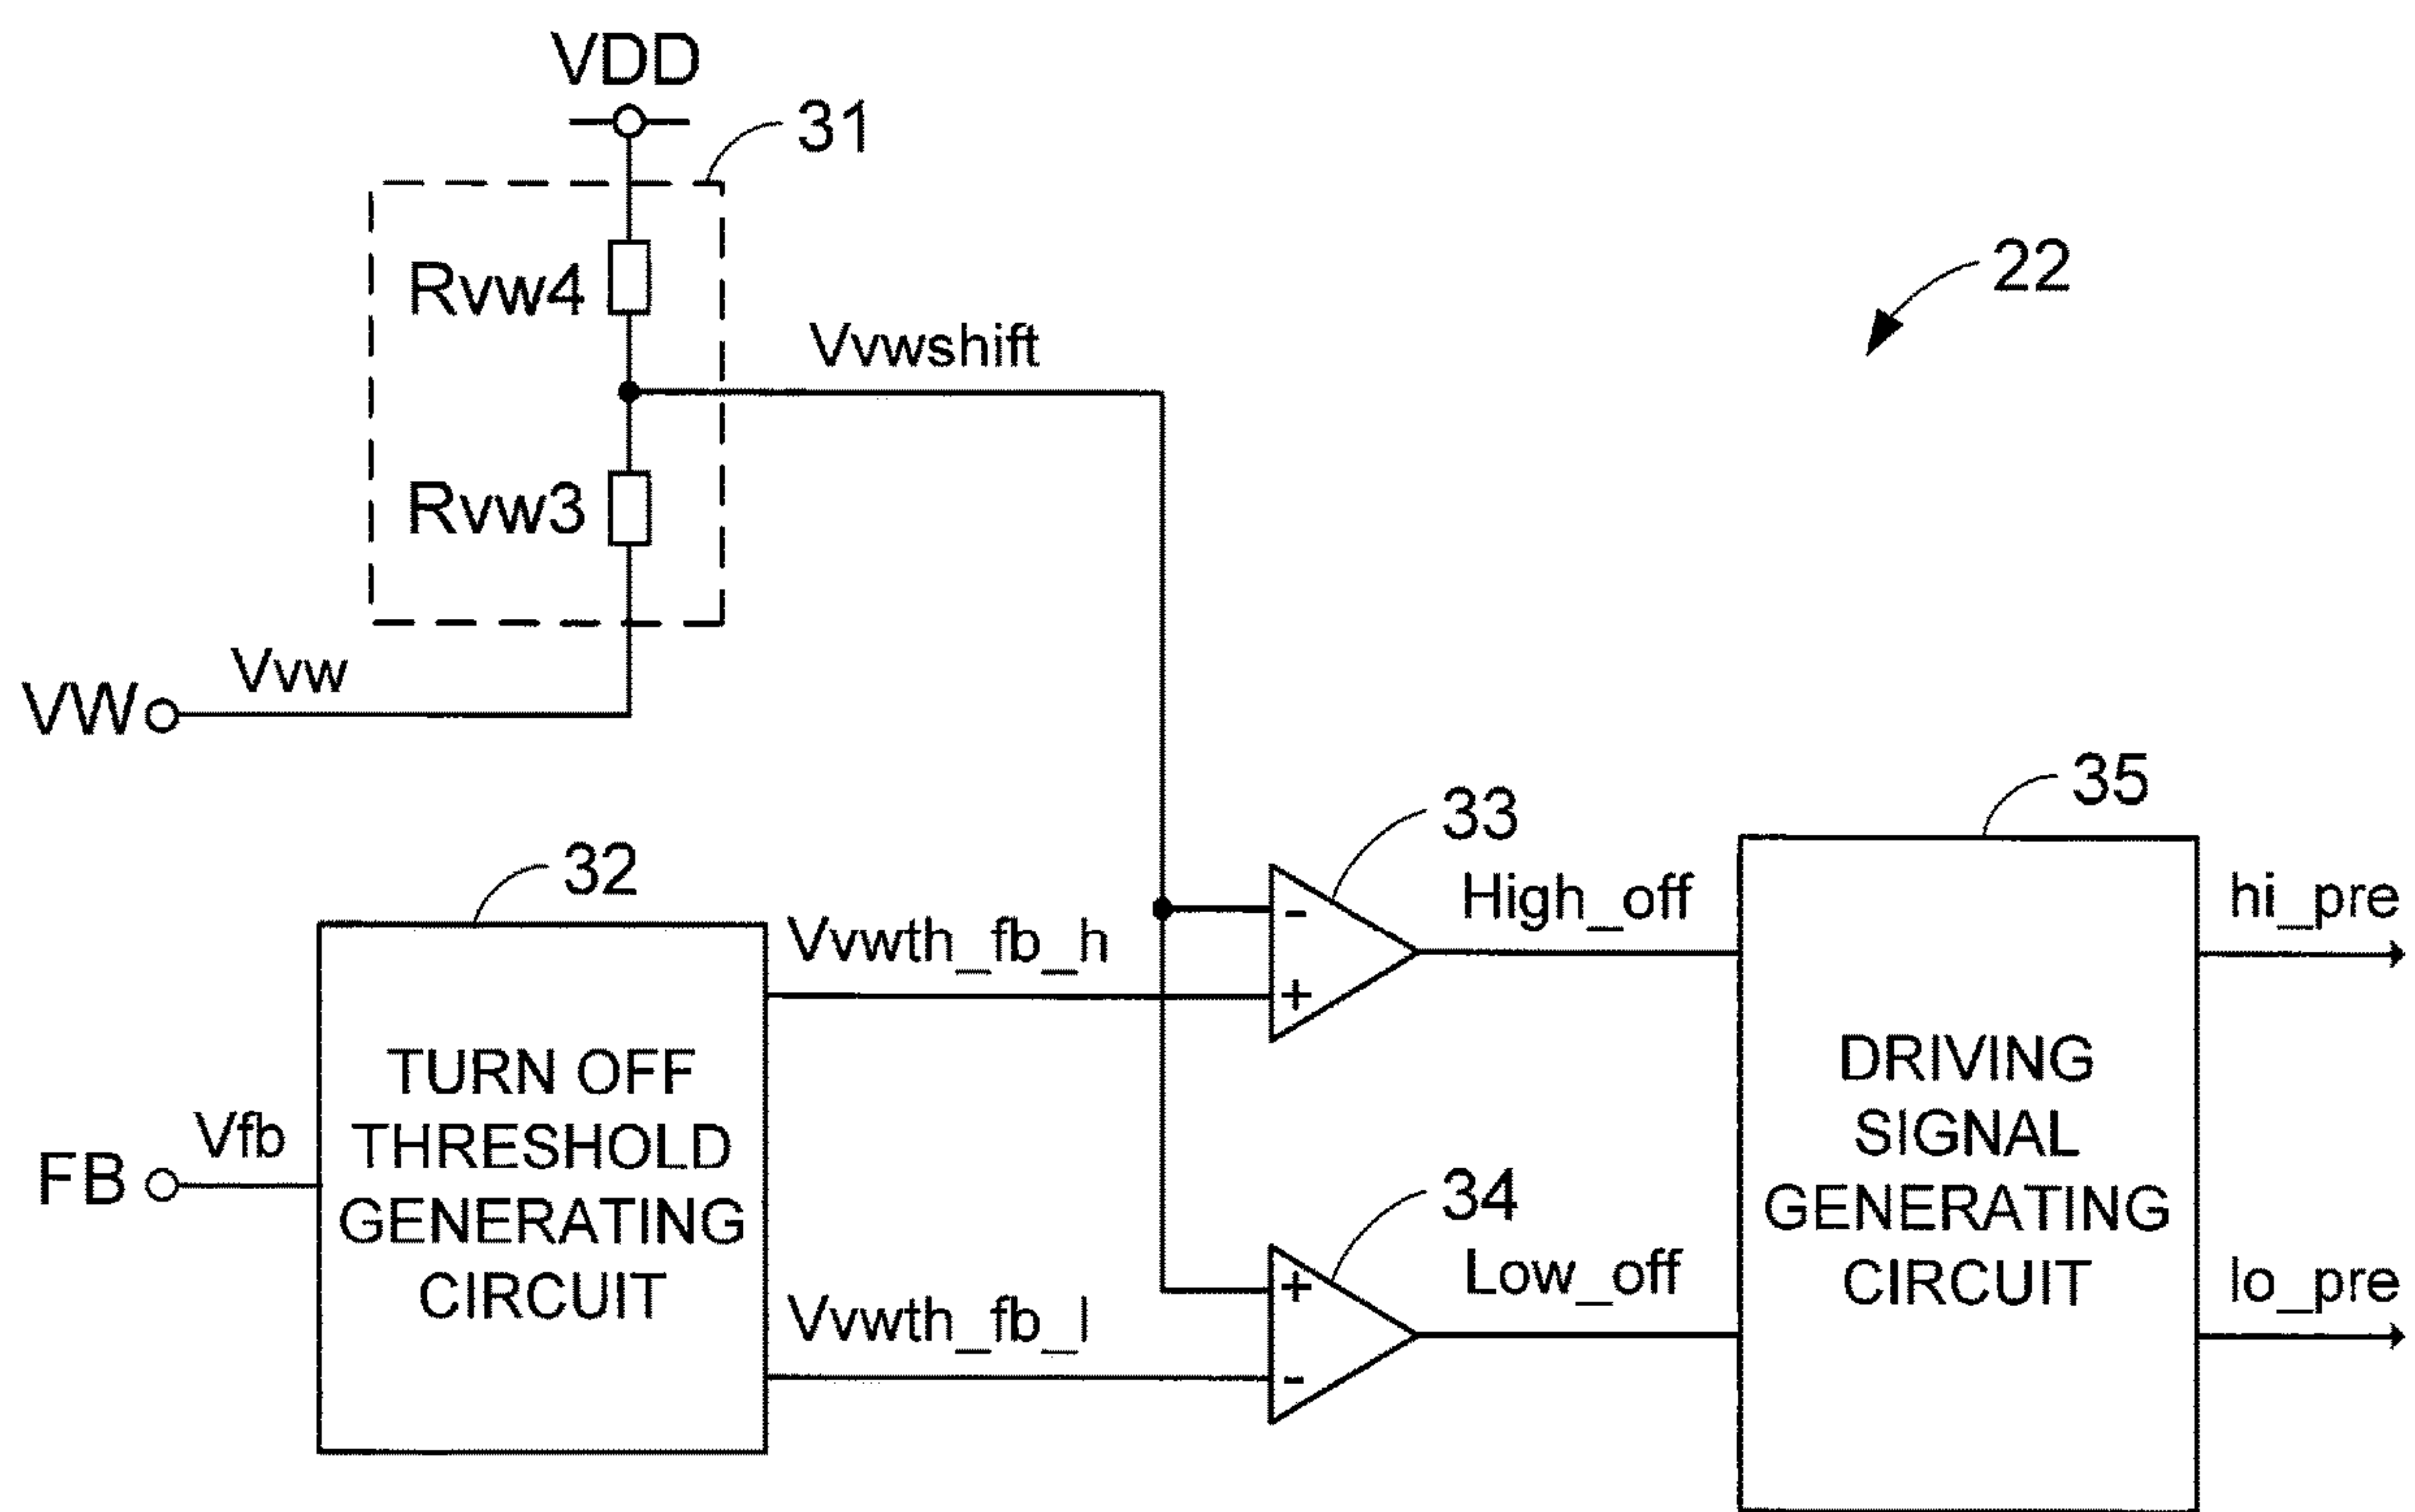 VDD
31
Rvw4
22
Vvwshift
Rvw3
Vvw
VW
33
35
32
High_off
hi_pre
Vvwth_fb_h
-
+
TURN OFF
THRESHOLD
GENERATING
CIRCUIT
DRIVING
SIGNAL
GENERATING
CIRCUIT
Vfb
FB
34
Low_off
lo_pre
+
-
Vvwth_fb_l